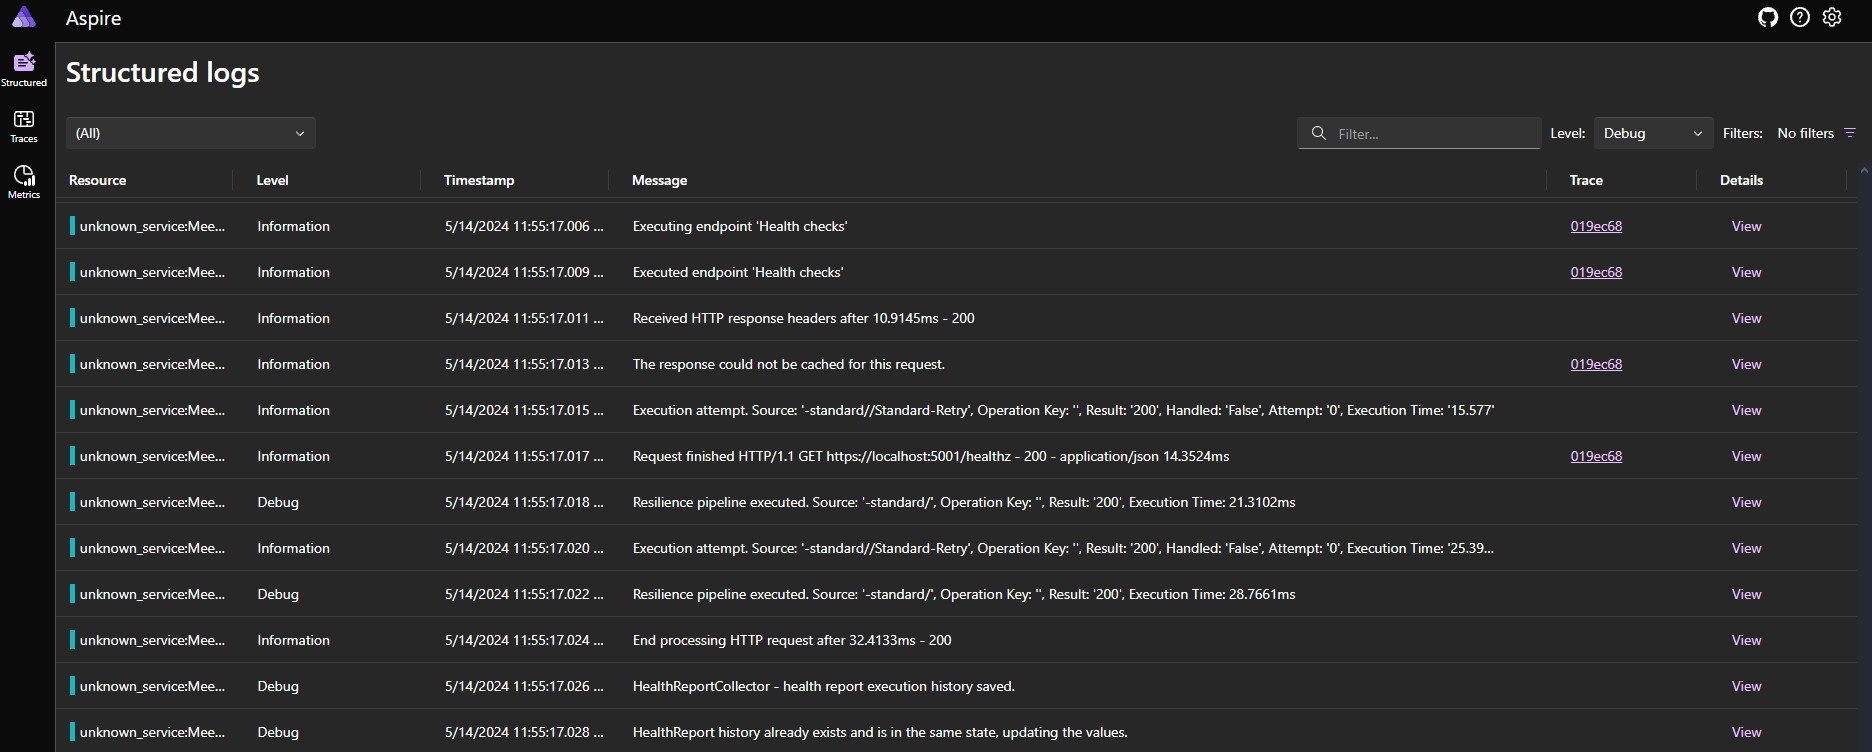 Aspire
Structured
Traces
Metrics
Structured logs
(All)
Filter...
Level: Debug Filters: No filters
Resource Level Timestamp Message Trace Details
unknown_service:Mee... Information 5/14/2024 11:55:17.006 ... Executing endpoint 'Health checks' 019ec68 View
unknown_service:Mee... Information 5/14/2024 11:55:17.009 ... Executed endpoint 'Health checks' 019ec68 View
unknown_service:Mee... Information 5/14/2024 11:55:17.011 ... Received HTTP response headers after 10.9145ms - 200 View
unknown_service:Mee... Information 5/14/2024 11:55:17.013 ... The response could not be cached for this request. 019ec68 View
unknown_service:Mee... Information 5/14/2024 11:55:17.015 ... Execution attempt. Source: '-standard//Standard-Retry', Operation Key: '', Result: '200', Handled: 'False', Attempt: '0', Execution Time: '15.577' View
unknown_service:Mee... Information 5/14/2024 11:55:17.017 ... Request finished HTTP/1.1 GET https://localhost:5001/healthz - 200 - application/json 14.3524ms 019ec68 View
unknown_service:Mee... Debug 5/14/2024 11:55:17.018 ... Resilience pipeline executed. Source: '-standard/', Operation Key: '', Result: '200', Execution Time: 21.3102ms View
unknown_service:Mee... Information 5/14/2024 11:55:17.020 ... Execution attempt. Source: '-standard//Standard-Retry', Operation Key: '', Result: '200', Handled: 'False', Attempt: '0', Execution Time: '25.39... View
unknown_service:Mee... Debug 5/14/2024 11:55:17.022 ... Resilience pipeline executed. Source: '-standard/', Operation Key: '', Result: '200', Execution Time: 28.7661ms View
unknown_service:Mee... Information 5/14/2024 11:55:17.024 ... End processing HTTP request after 32.4133ms - 200 View
unknown_service:Mee... Debug 5/14/2024 11:55:17.026 ... HealthReportCollector - health report execution history saved. View
unknown_service:Mee... Debug 5/14/2024 11:55:17.028 ... HealthReport history already exists and is in the same state, updating the values. View